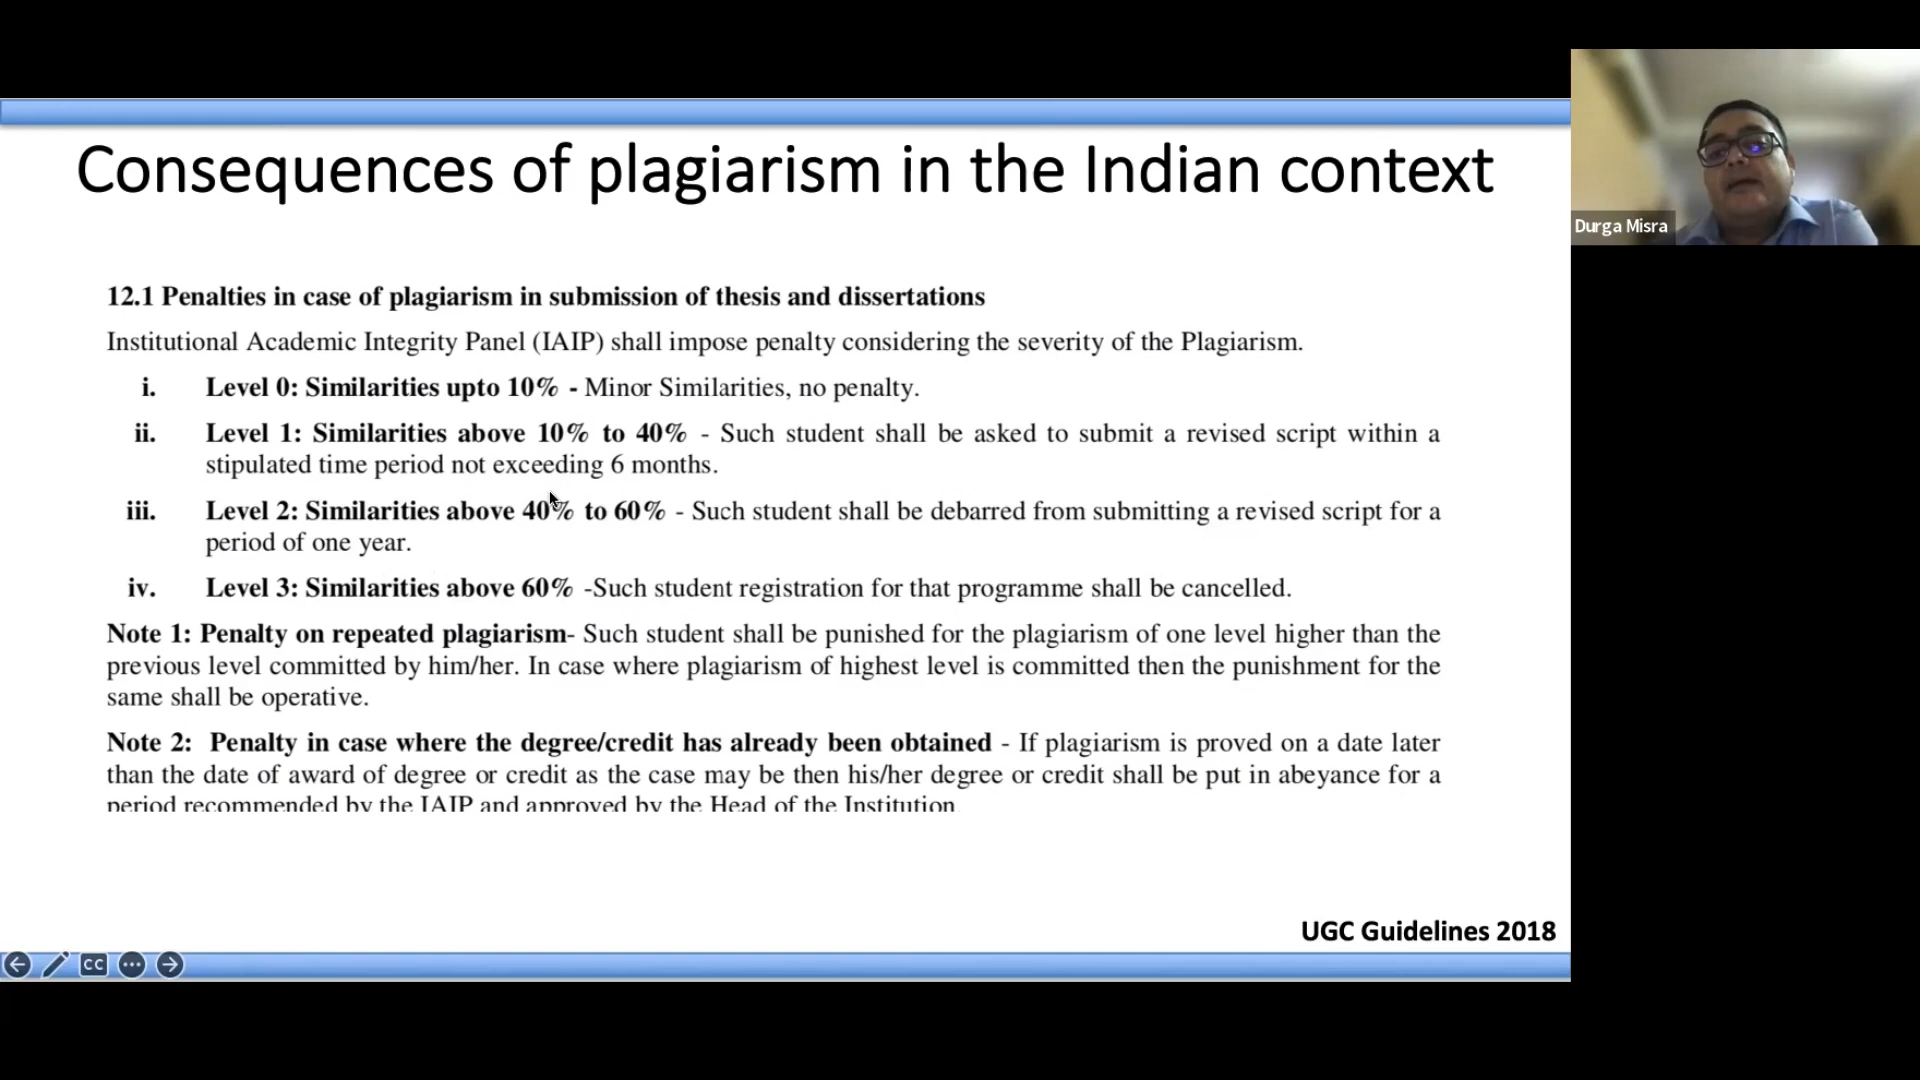 Consequences of plagiarism in the Indian context
Durga Misra
12.1 Penalties in case of plagiarism in submission of thesis and dissertations
Institutional Academic Integrity Panel (IAIP) shall impose penalty considering the severity of the Plagiarism.
i. Level 0: Similarities upto 10% - Minor Similarities, no penalty.
ii. Level 1: Similarities above 10% to 40% - Such student shall be asked to submit a revised script within a
stipulated time period not exceeding 6 months.
iii. Level 2: Similarities above 40% to 60% - Such student shall be debarred from submitting a revised script for a
period of one year.
iv. Level 3: Similarities above 60% -Such student registration for that programme shall be cancelled.
Note 1: Penalty on repeated plagiarism- Such student shall be punished for the plagiarism of one level higher than the
previous level committed by him/her. In case where plagiarism of highest level is committed then the punishment for the
same shall be operative.
Note 2: Penalty in case where the degree/credit has already been obtained - If plagiarism is proved on a date later
than the date of award of degree or credit as the case may be then his/her degree or credit shall be put in abeyance for a
period recommended by the IAIP and approved by the Head of the Institution
UGC Guidelines 2018
CC